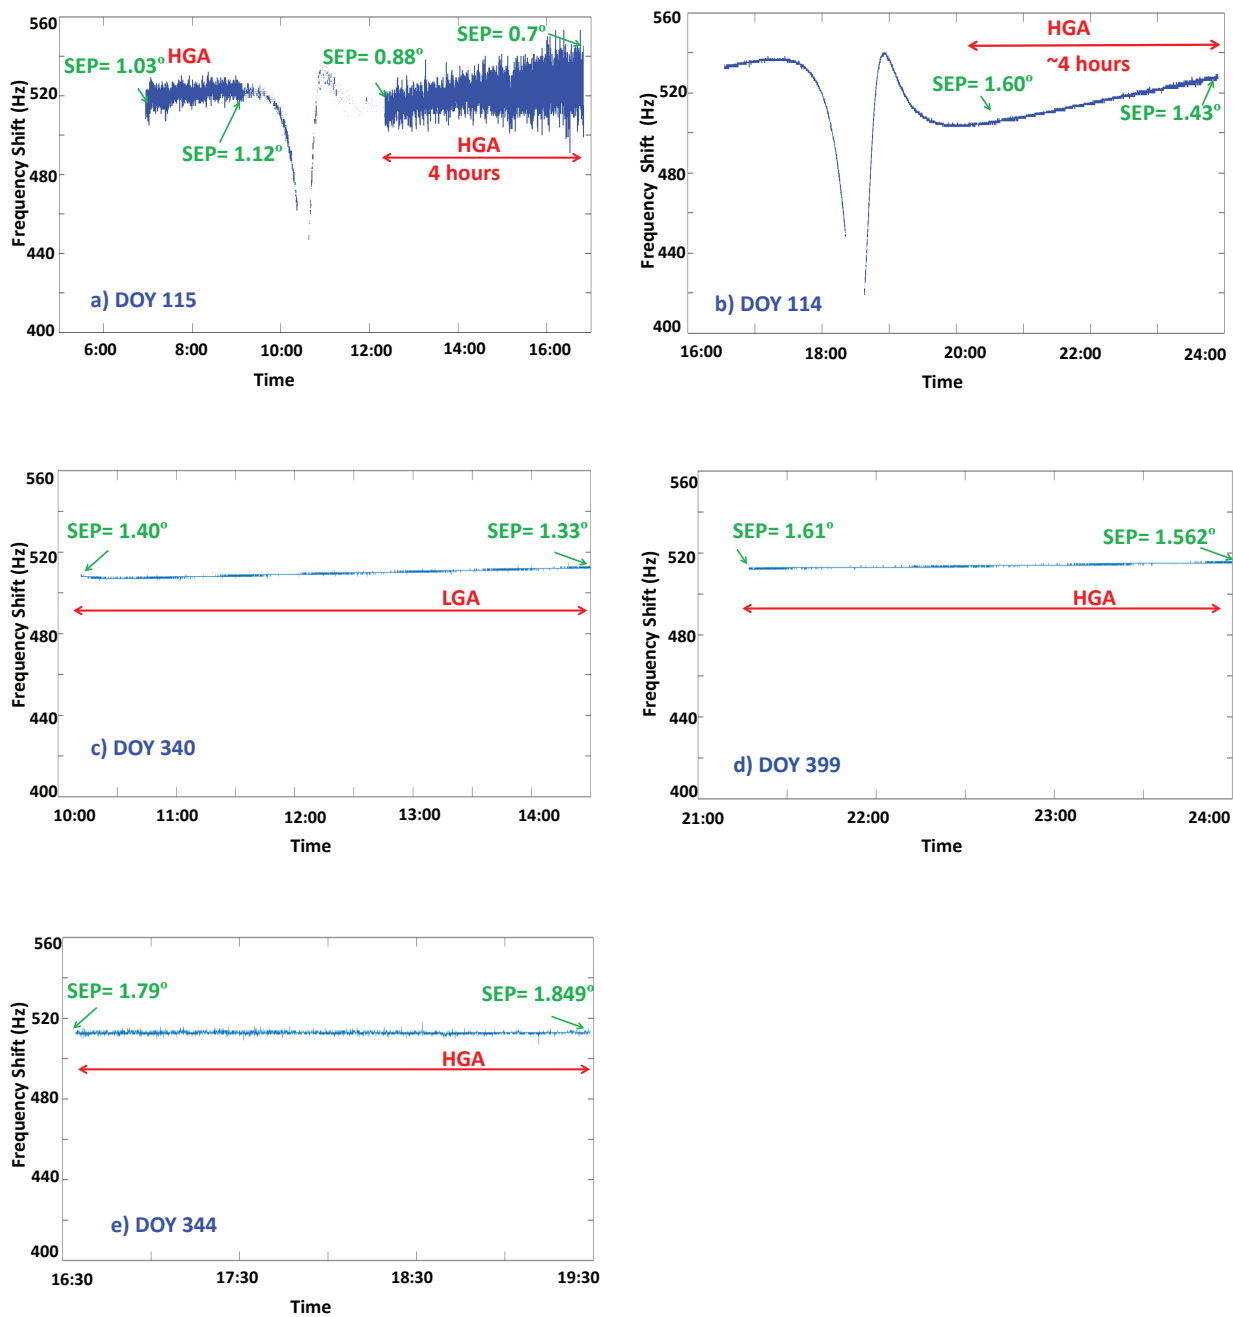 560
520
480
440
400
Frequency Shift (Hz)
HGA
SEP= 1.03°
SEP= 1.12°
SEP= 0.88°
SEP= 0.7°
HGA
4 hours
a) DOY 115
6:00 8:00 10:00 12:00 14:00 16:00
Time
560
520
480
440
400
Frequency Shift (Hz)
HGA
~4 hours
SEP= 1.60°
SEP= 1.43°
b) DOY 114
16:00 18:00 20:00 22:00 24:00
Time
560
520
480
440
400
Frequency Shift (Hz)
SEP= 1.40°
SEP= 1.33°
LGA
c) DOY 340
10:00 11:00 12:00 13:00 14:00
Time
560
520
480
440
400
Frequency Shift (Hz)
SEP= 1.61°
SEP= 1.562°
HGA
d) DOY 399
21:00 22:00 23:00 24:00
Time
560
520
480
440
400
Frequency Shift (Hz)
SEP= 1.79°
SEP= 1.849°
HGA
e) DOY 344
16:30 17:30 18:30 19:30
Time